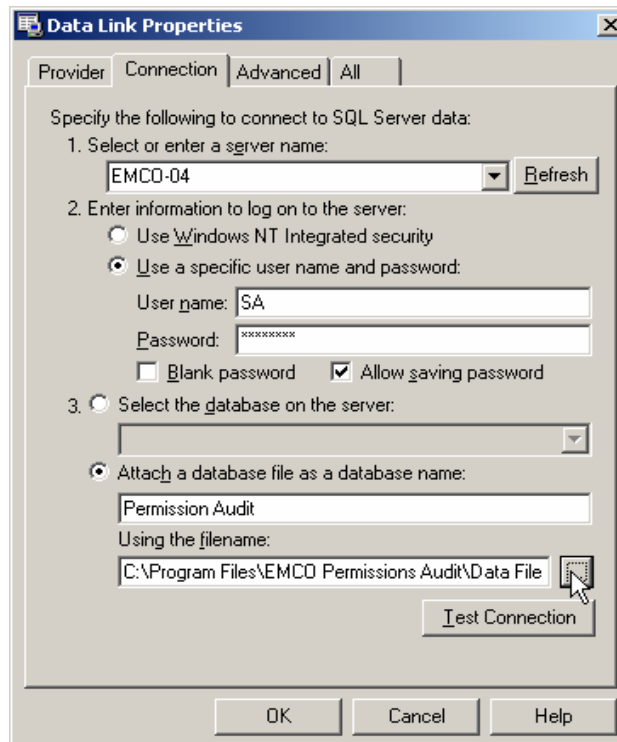 Data Link Properties
Provider Connection Advanced All
Specify the following to connect to SQL Server data:
1. Select or enter a server name:
EMCO-04 Refresh
2. Enter information to log on to the server:
Use Windows NT Integrated security
Use a specific user name and password:
User name: SA
Password: ********
Blank password Allow saving password
3. Select the database on the server:
Attach a database file as a database name:
Permission Audit
Using the filename:
C:\Program Files\EMCO Permissions Audit\Data File
Test Connection
OK Cancel Help